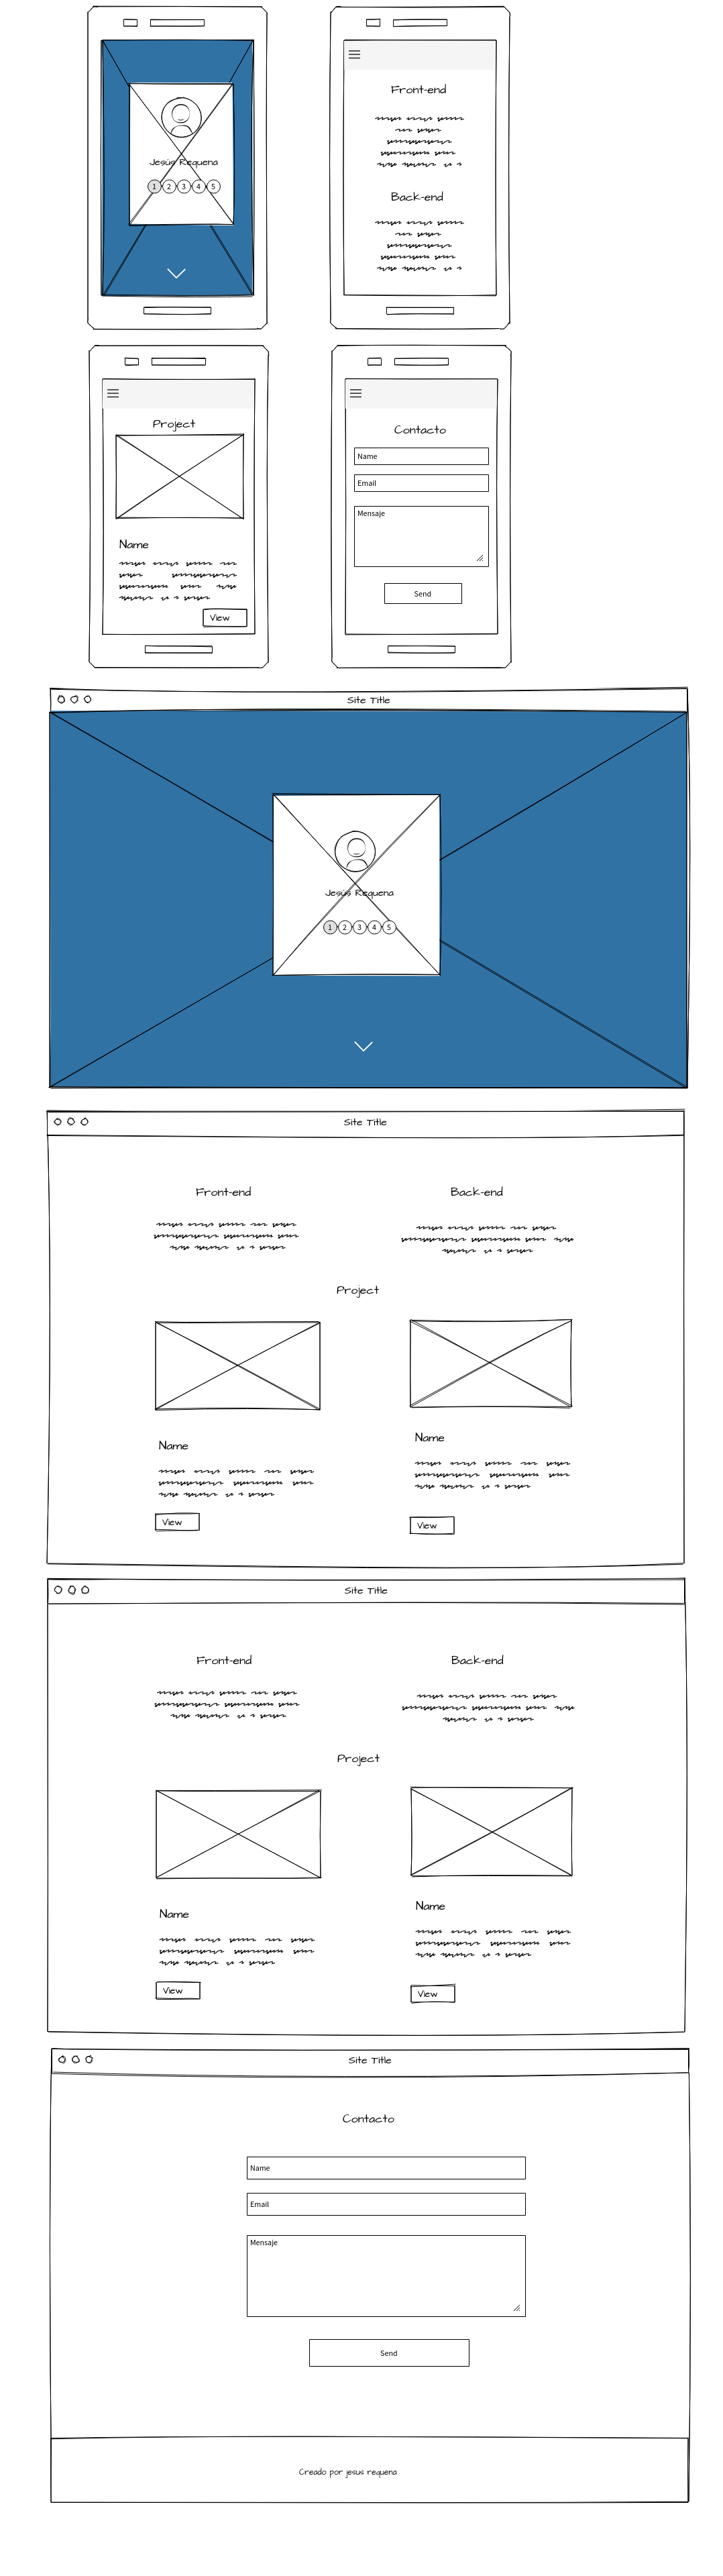 Jesús Requena
1 2 3 4 5
Front-end
Back-end
Project
Name
View
Contacto
Name
Email
Mensaje
Send
Site Title
Jesús Requena
1 2 3 4 5
Site Title
Front-end Back-end
Project
Name Name
View View
Site Title
Front-end Back-end
Project
Name Name
View View
Site Title
Contacto
Name
Email
Mensaje
Send
Creado por jesus requena